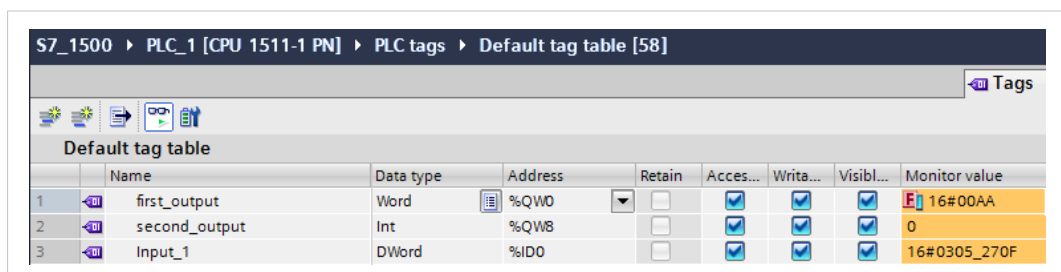 S7_1500 ▸ PLC_1 [CPU 1511-1 PN] ▸ PLC tags ▸ Default tag table [58]
Tags
Default tag table
Name Data type Address Retain Acces... Writa... Visibl... Monitor value
1 first_output Word %QW0 F 16#00AA
2 second_output Int %QW8 0
3 Input_1 DWord %ID0 16#0305_270F